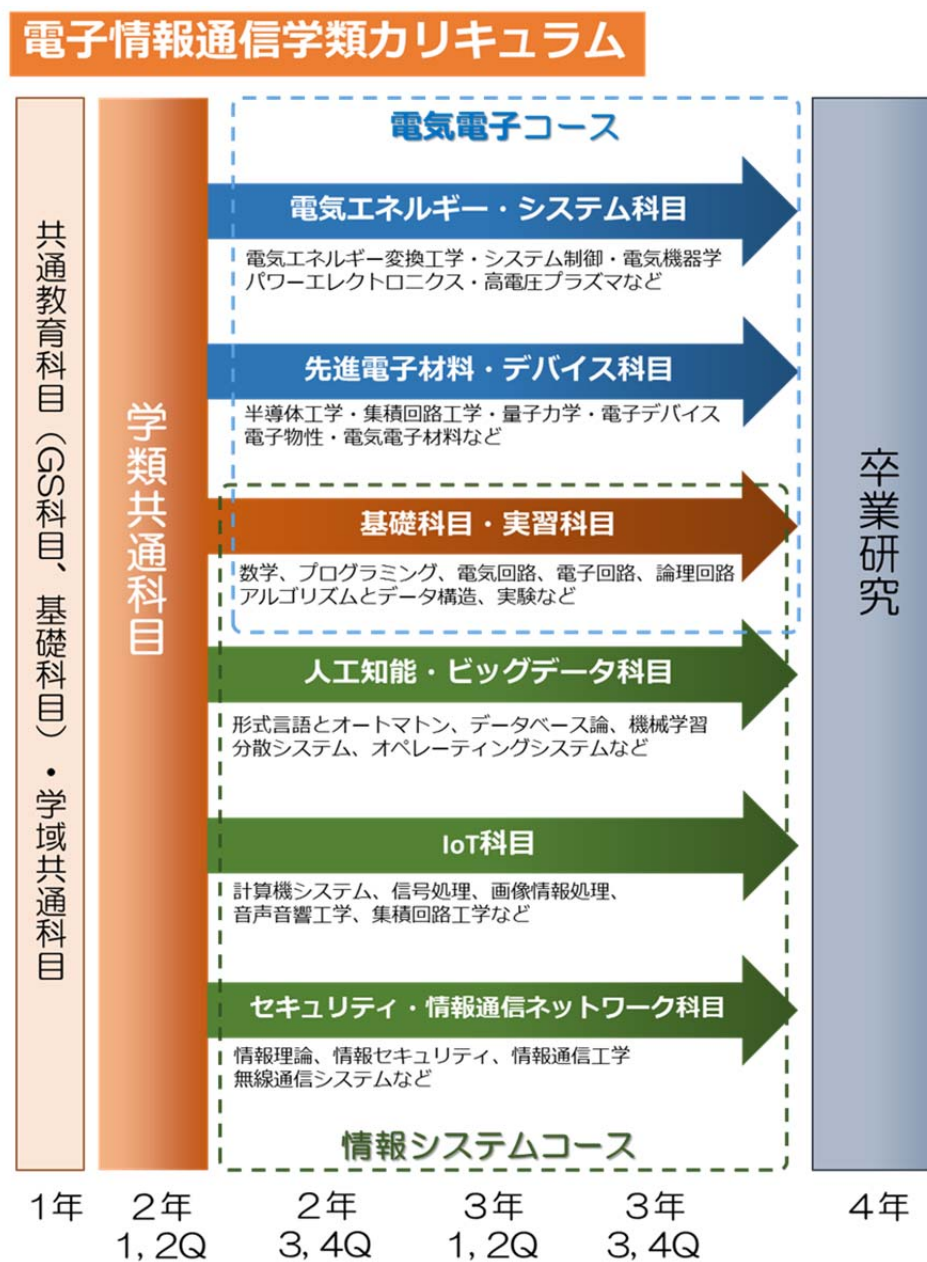 電子情報通信学類カリキュラム
共通教育科目（GS科目、基礎科目）・学域共通科目
学類共通科目
電気電子コース
電気エネルギー・システム科目
電気エネルギー変換工学・システム制御・電気機器学
パワーエレクトロニクス・高電圧プラズマなど
先進電子材料・デバイス科目
半導体工学・集積回路工学・量子力学・電子デバイス
電子物性・電気電子材料など
基礎科目・実習科目
数学、プログラミング、電気回路、電子回路、論理回路
アルゴリズムとデータ構造、実験など
人工知能・ビッグデータ科目
形式言語とオートマトン、データベース論、機械学習
分散システム、オペレーティングシステムなど
IoT科目
計算機システム、信号処理、画像情報処理、
音声音響工学、集積回路工学など
セキュリティ・情報通信ネットワーク科目
情報理論、情報セキュリティ、情報通信工学
無線通信システムなど
情報システムコース
卒業研究
1年
2年
1, 2Q
2年
3, 4Q
3年
1, 2Q
3年
3, 4Q
4年